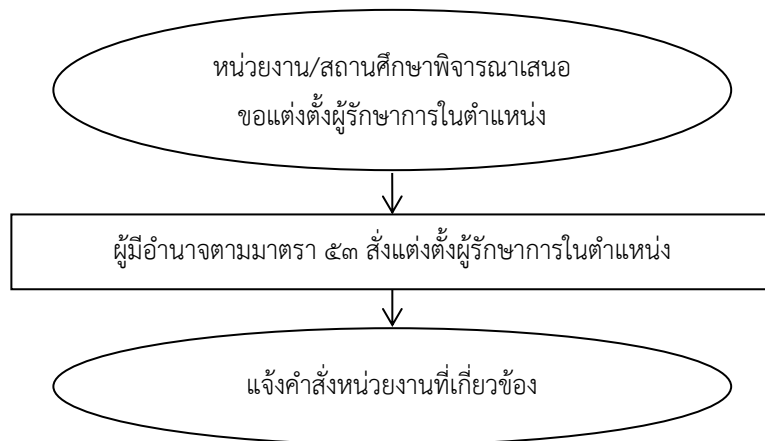 หน่วยงาน/สถานศึกษาพิจารณาเสนอ
ขอแต่งตั้งผู้รักษาการในตำแหน่ง
ผู้มีอำนาจตามมาตรา ๕๓ สั่งแต่งตั้งผู้รักษาการในตำแหน่ง
แจ้งคำสั่งหน่วยงานที่เกี่ยวข้อง